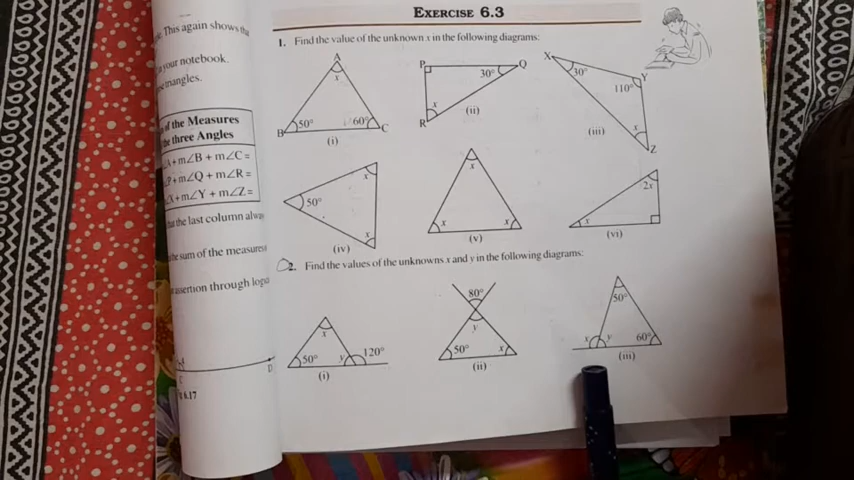 EXERCISE 6.3
This again shows
your notebook.
triangles.
of the Measures
the three Angles
A + m∠B + m∠C =
P + m∠Q + m∠R =
X + m∠Y + m∠Z =
the last column
the sum of the measures
assertion through
D
6.17
1. Find the value of the unknown x in the following diagrams:
A
x
50°
60°
B
C
(i)
P
Q
30°
x
R
(ii)
X
30°
Y
110°
x
Z
(iii)
50°
x
x
(iv)
x
x
x
(v)
2x
x
(vi)
2. Find the values of the unknowns x and y in the following diagrams:
x
50°
y
120°
(i)
80°
y
50°
x
(ii)
50°
x
y
60°
(iii)